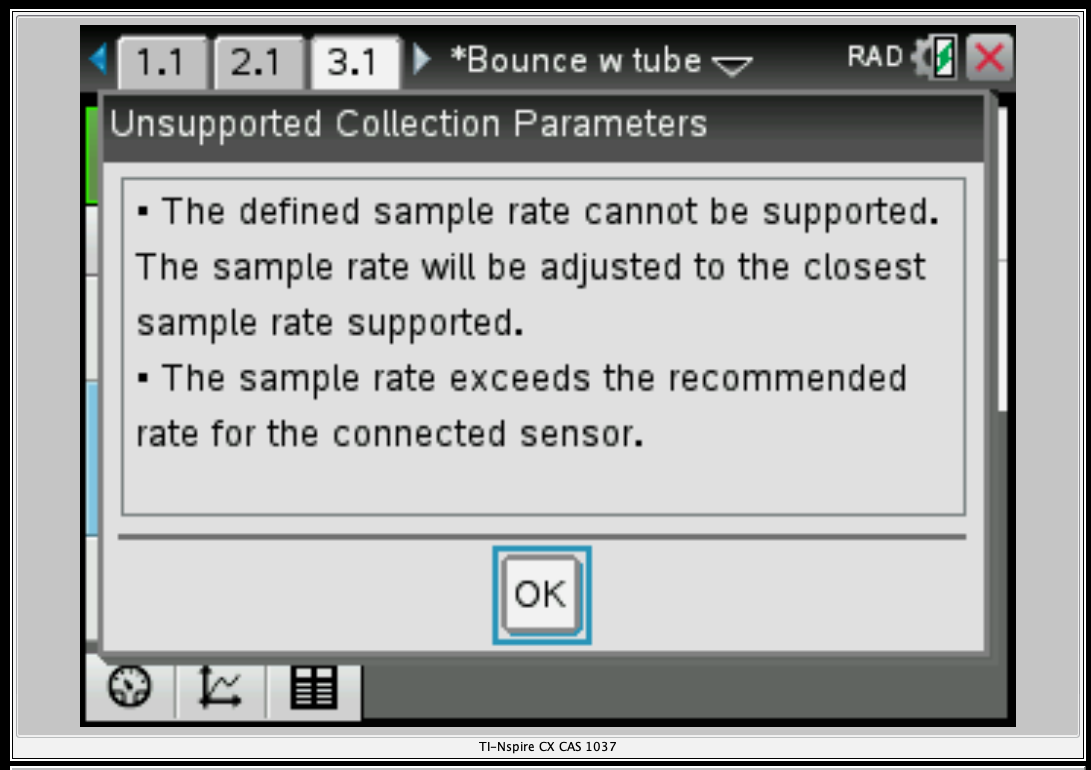 1.1 2.1 3.1 *Bounce w tube RAD
Unsupported Collection Parameters
▪ The defined sample rate cannot be supported.
The sample rate will be adjusted to the closest
sample rate supported.
▪ The sample rate exceeds the recommended
rate for the connected sensor.
OK
TI-Nspire CX CAS 1037